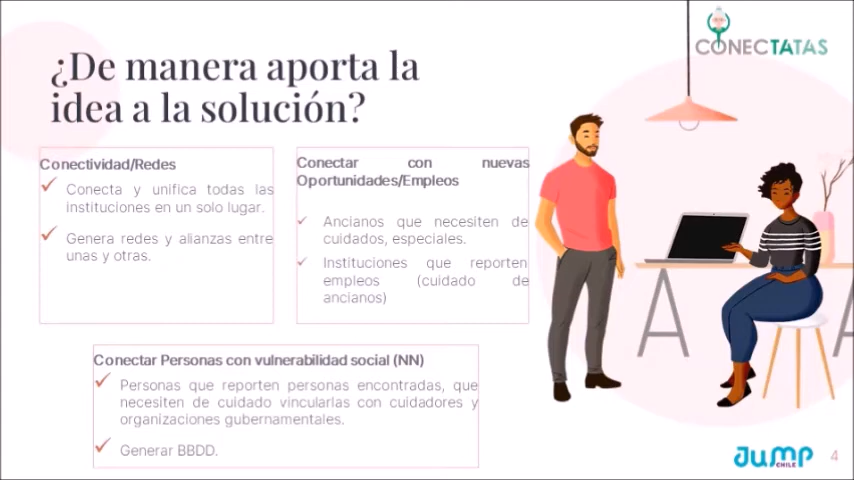 CONECTATAS
¿De manera aporta la
idea a la solución?
Conectividad/Redes
Conecta y unifica todas las
instituciones en un solo lugar.
Genera redes y alianzas entre
unas y otras.
Conectar con nuevas
Oportunidades/Empleos
Ancianos que necesiten de
cuidados, especiales.
Instituciones que reporten
empleos (cuidado de
ancianos)
Conectar Personas con vulnerabilidad social (NN)
Personas que reporten personas encontradas, que
necesiten de cuidado vincularlas con cuidadores y
organizaciones gubernamentales.
Generar BBDD.
JUMP
CHILE
4